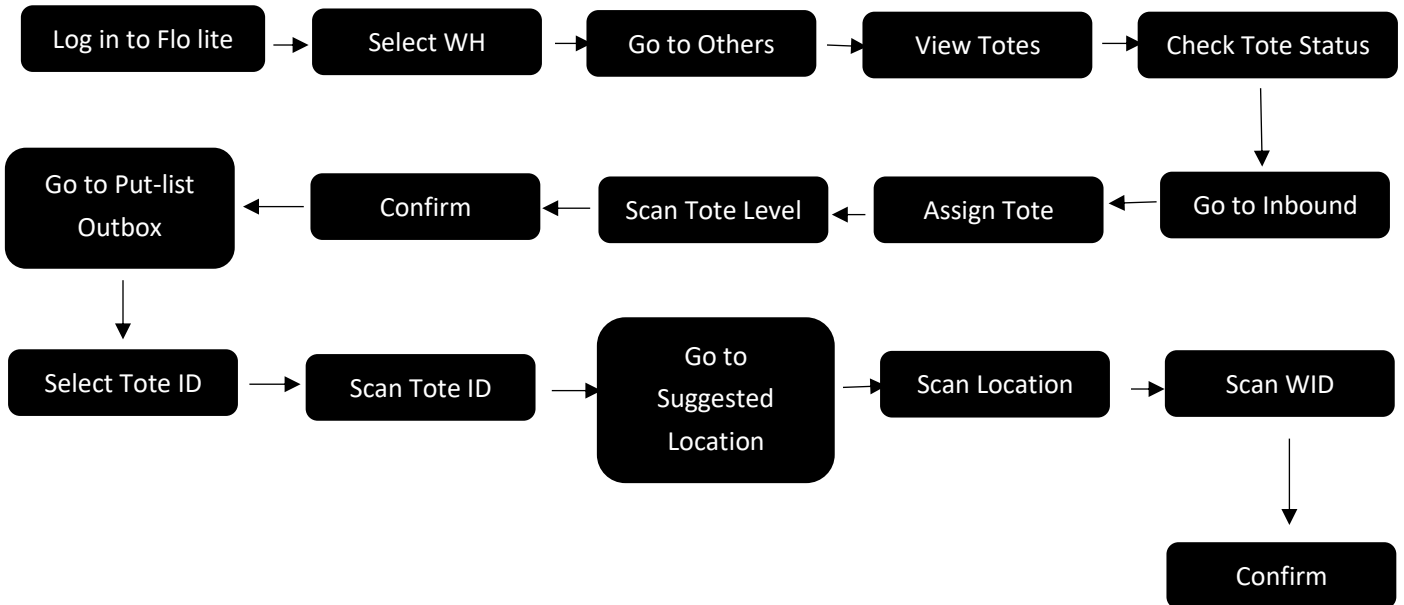 Log in to Flo lite
Select WH
Go to Others
View Totes
Check Tote Status
Go to Inbound
Assign Tote
Scan Tote Level
Confirm
Go to Put-list
Outbox
Select Tote ID
Scan Tote ID
Go to
Suggested
Location
Scan Location
Scan WID
Confirm